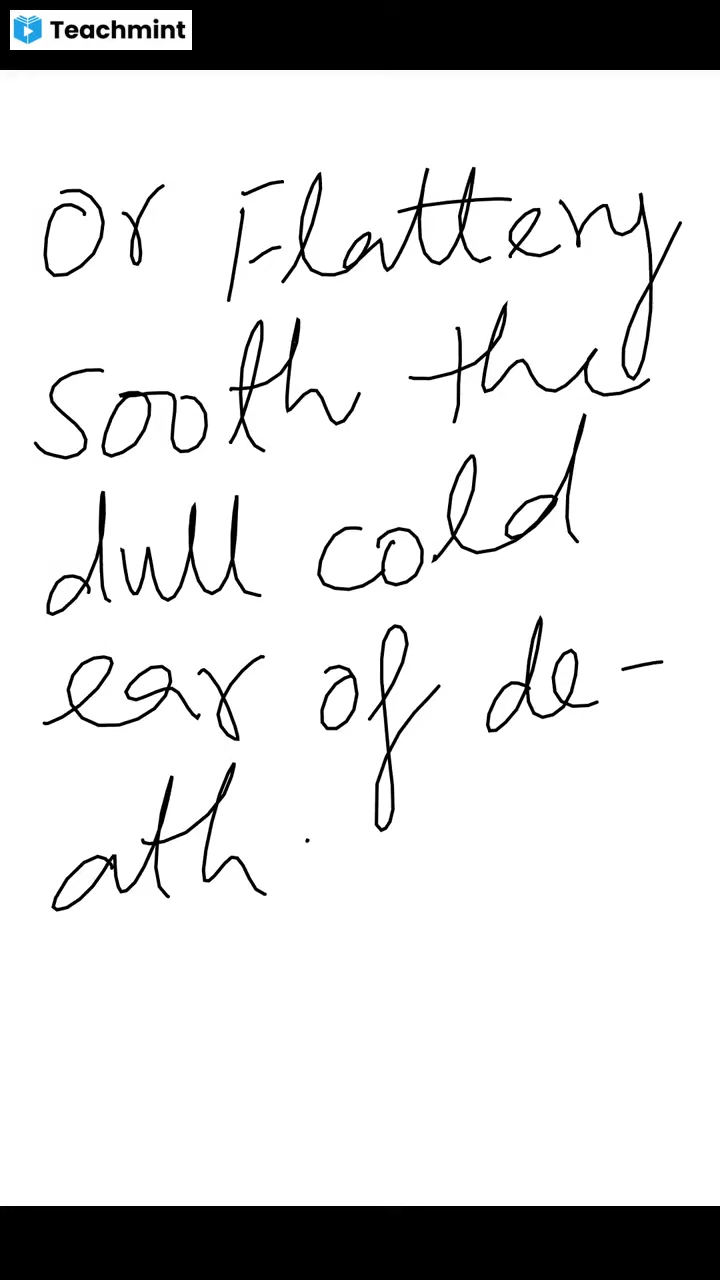 Teachmint
Or Flattery
sooth the
dull cold
ear of de-
ath.